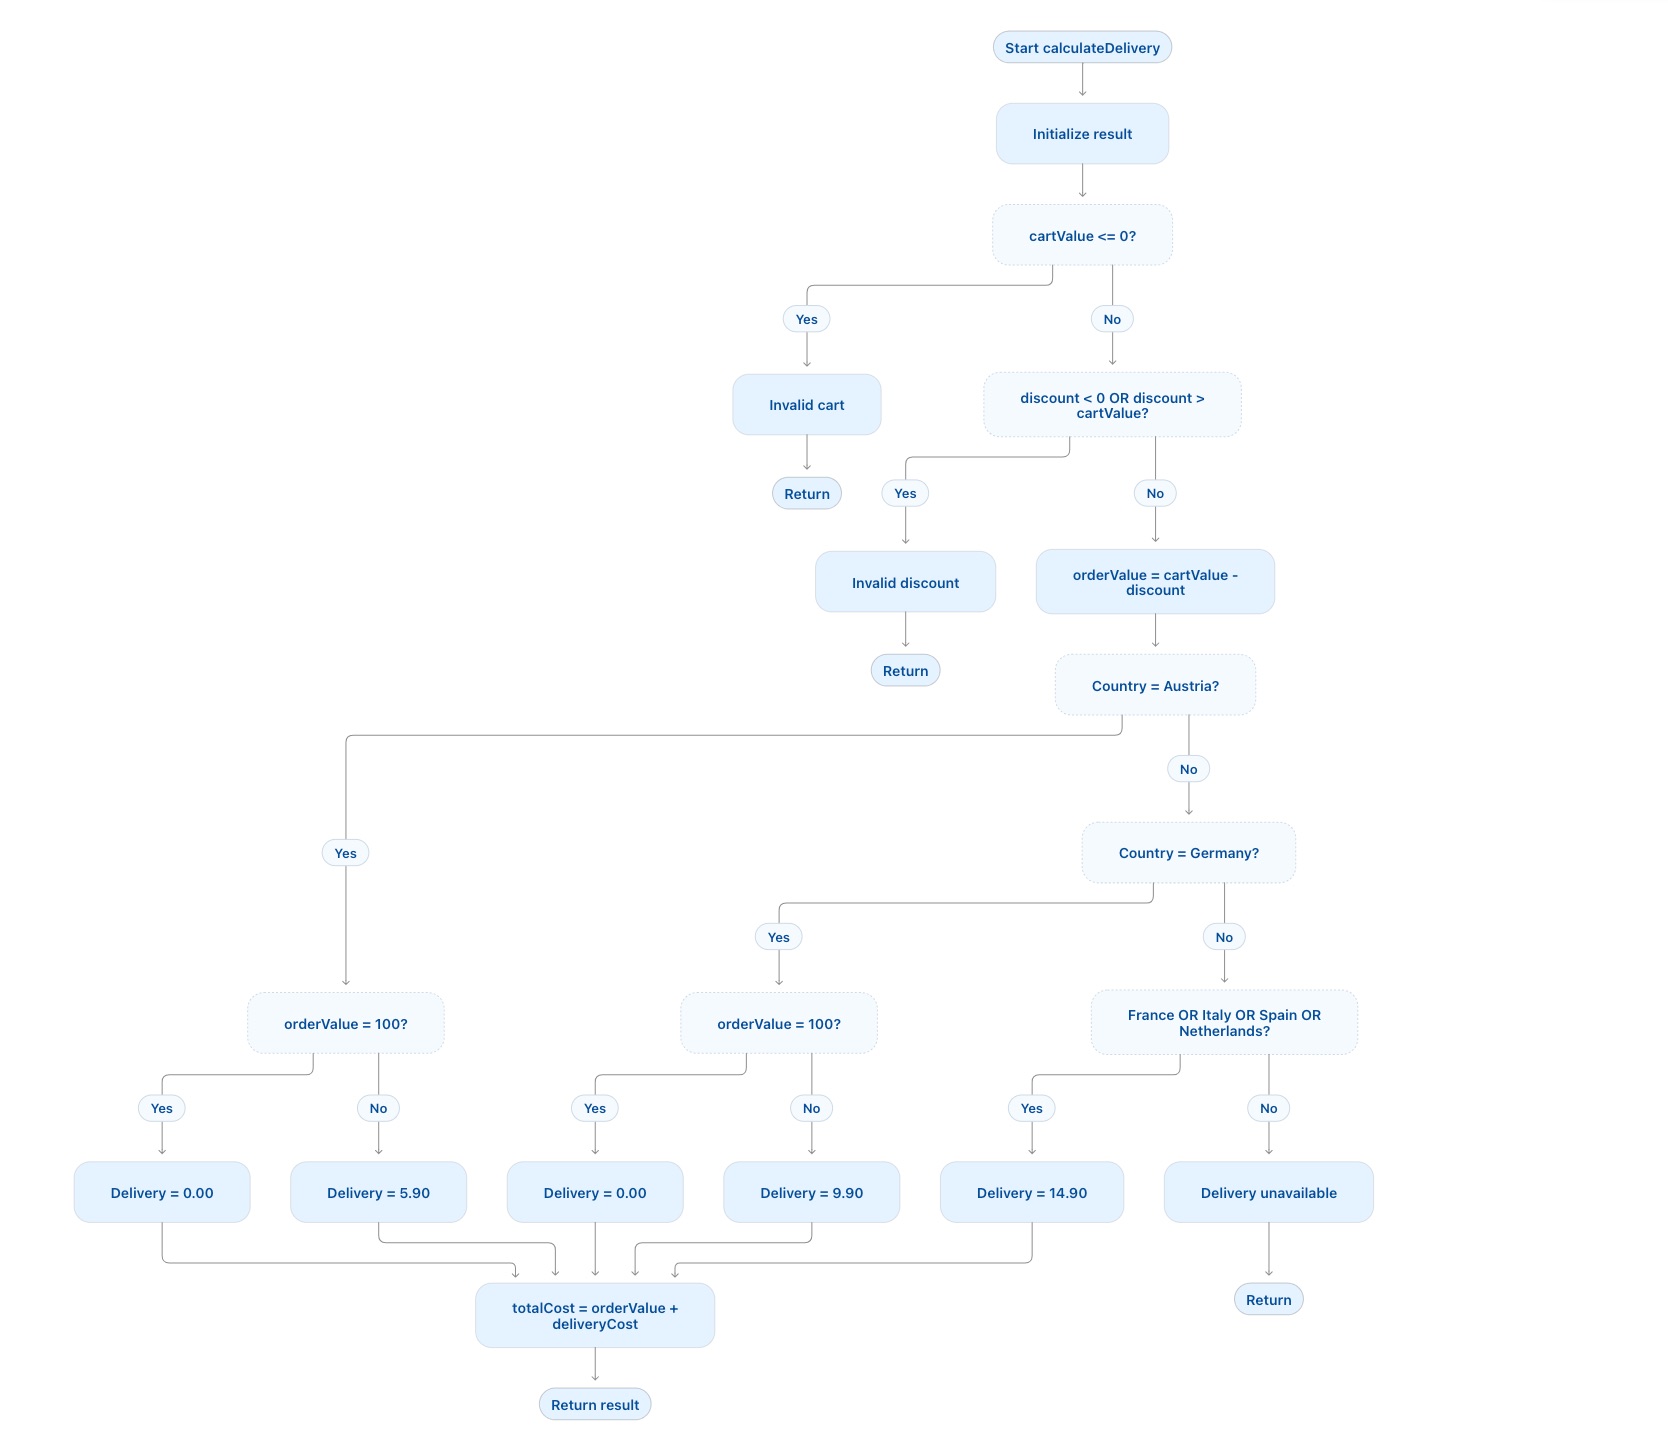 Start calculateDelivery
Initialize result
cartValue <= 0?
Yes
No
Invalid cart
discount < 0 OR discount >
cartValue?
Return
Yes
No
Invalid discount
orderValue = cartValue -
discount
Return
Country = Austria?
No
Yes
Country = Germany?
Yes
No
orderValue = 100?
orderValue = 100?
France OR Italy OR Spain OR
Netherlands?
Yes
No
Yes
No
Yes
No
Delivery = 0.00
Delivery = 5.90
Delivery = 0.00
Delivery = 9.90
Delivery = 14.90
Delivery unavailable
totalCost = orderValue +
deliveryCost
Return
Return result